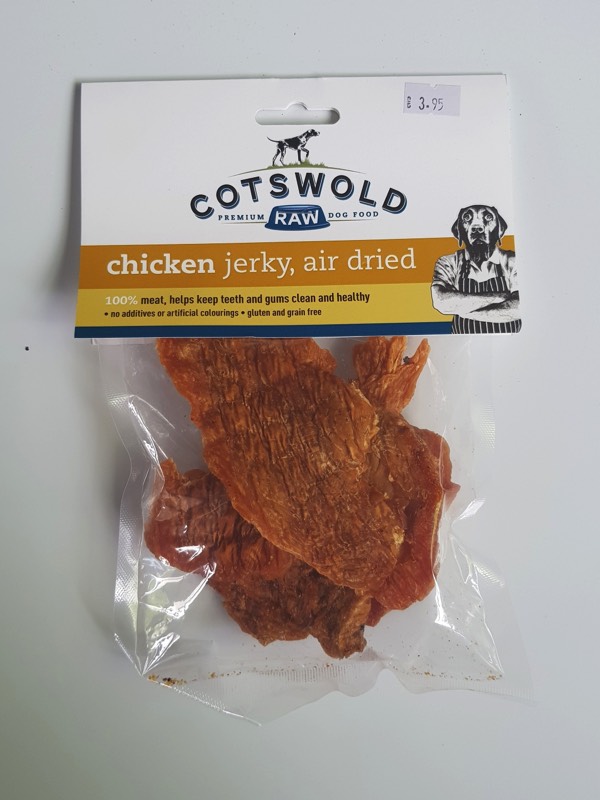 3.95
COTSWOLD
PREMIUM RAW DOG FOOD
chicken jerky, air dried
100% meat, helps keep teeth and gums clean and healthy
• no additives or artificial colourings • gluten and grain free